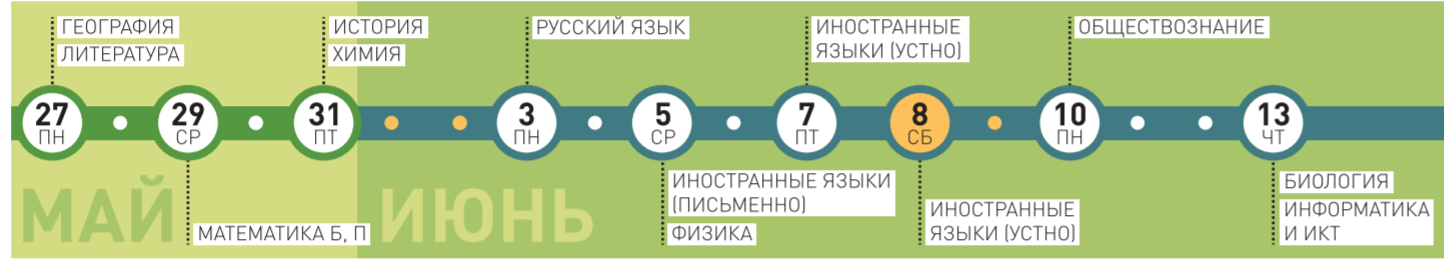 ГЕОГРАФИЯ
ЛИТЕРАТУРА
27
ПН
29
СР
МАТЕМАТИКА Б, П
ИСТОРИЯ
ХИМИЯ
31
ПТ
МАЙ
РУССКИЙ ЯЗЫК
3
ПН
5
СР
ИНОСТРАННЫЕ ЯЗЫКИ
(ПИСЬМЕННО)
ФИЗИКА
ИНОСТРАННЫЕ
ЯЗЫКИ (УСТНО)
7
ПТ
8
СБ
ИНОСТРАННЫЕ
ЯЗЫКИ (УСТНО)
ОБЩЕСТВОЗНАНИЕ
10
ПН
13
ЧТ
БИОЛОГИЯ
ИНФОРМАТИКА
И ИКТ
ИЮНЬ